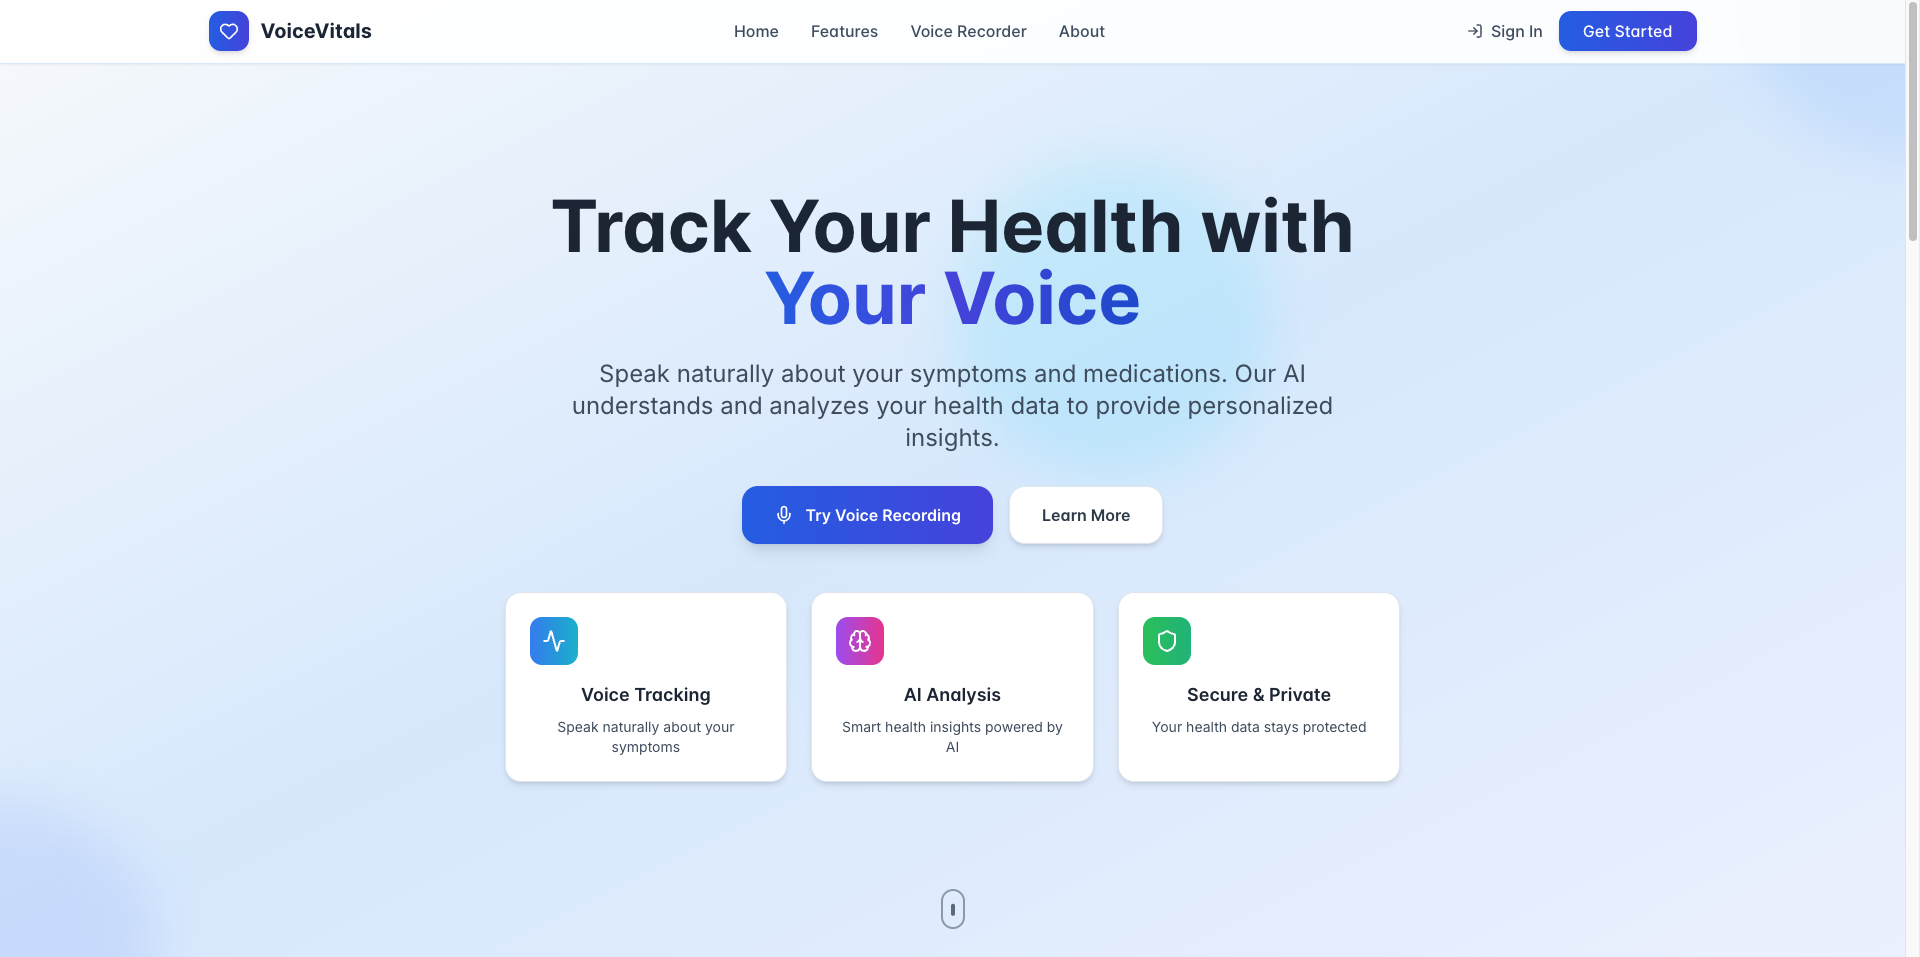 VoiceVitals
Home
Features
Voice Recorder
About
Sign In
Get Started
Track Your Health with
Your Voice
Speak naturally about your symptoms and medications. Our AI
understands and analyzes your health data to provide personalized
insights.
Try Voice Recording
Learn More
Voice Tracking
Speak naturally about your
symptoms
AI Analysis
Smart health insights powered by
AI
Secure & Private
Your health data stays protected